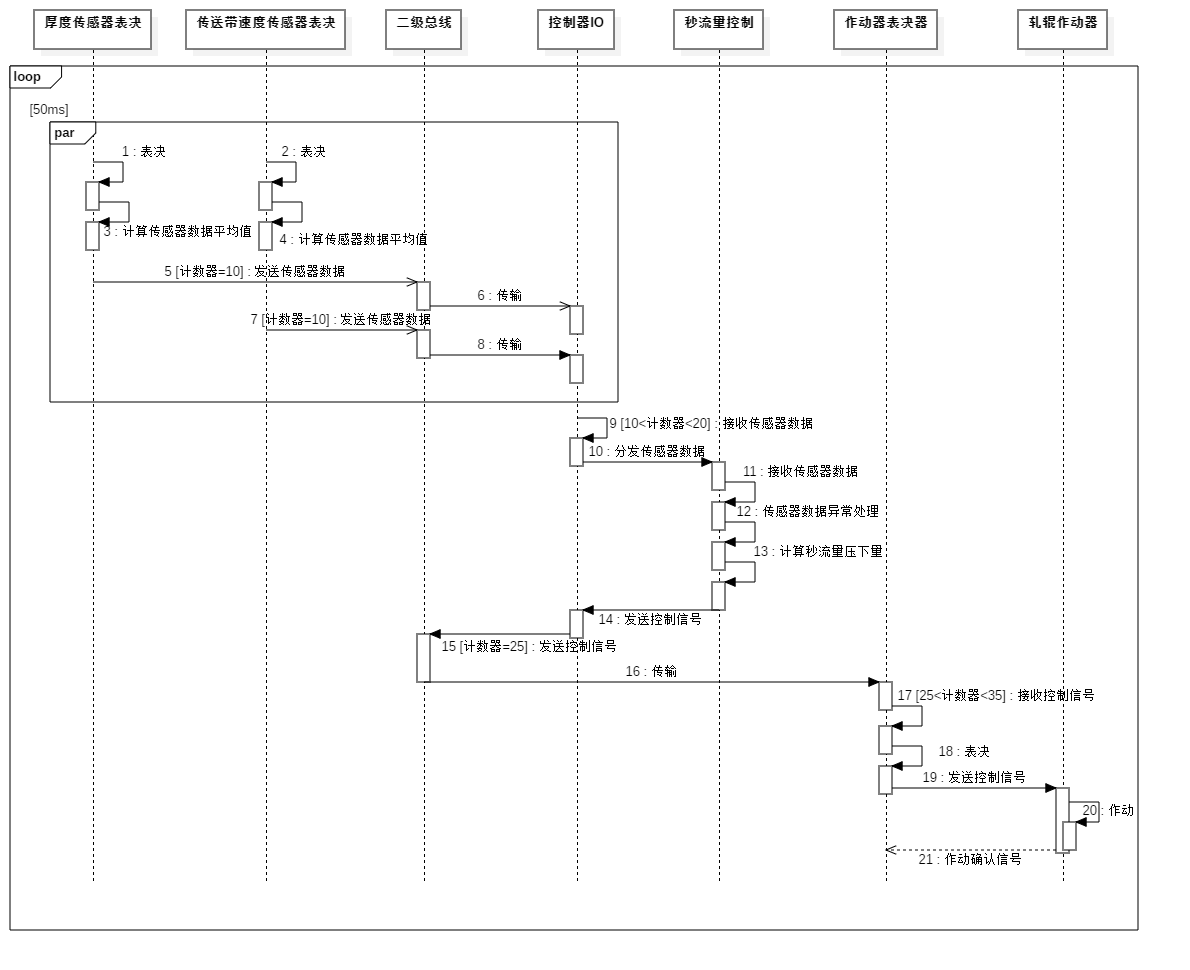 厚度传感器表决
传送带速度传感器表决
二级总线
控制器IO
秒流量控制
作动器表决器
轧辊作动器
loop
[50ms]
par
1 : 表决
2 : 表决
3 : 计算传感器数据平均值
4 : 计算传感器数据平均值
5 [计数器=10] : 发送传感器数据
6 : 传输
7 [计数器=10] : 发送传感器数据
8 : 传输
9 [10<计数器<20] : 接收传感器数据
10 : 分发传感器数据
11 : 接收传感器数据
12 : 传感器数据异常处理
13 : 计算秒流量压下量
14 : 发送控制信号
15 [计数器=25] : 发送控制信号
16 : 传输
17 [25<计数器<35] : 接收控制信号
18 : 表决
19 : 发送控制信号
20 : 作动
21 : 作动确认信号